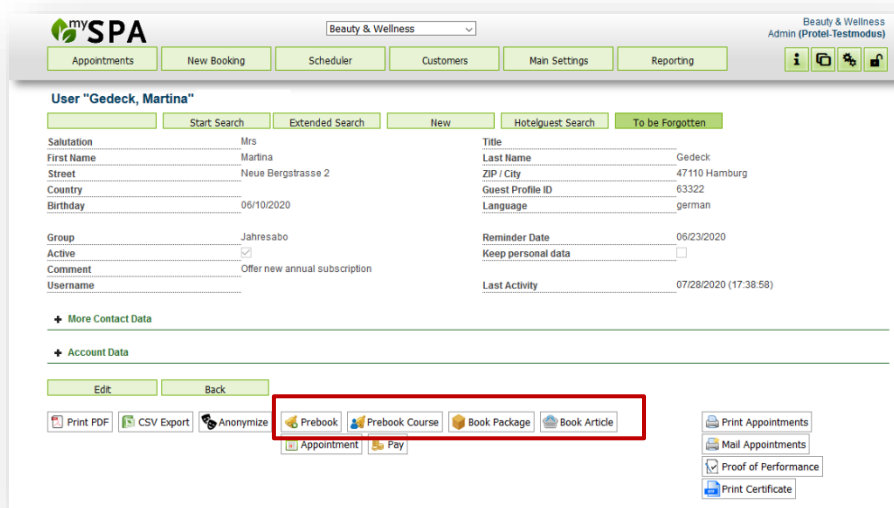 mySPA
Beauty & Wellness
Beauty & Wellness
Admin (Protel-Testmodus)
Appointments New Booking Scheduler Customers Main Settings Reporting
User "Gedeck, Martina"
Start Search Extended Search New Hotelguest Search To be Forgotten
Salutation Mrs Title
First Name Martina Last Name Gedeck
Street Neue Bergstrasse 2 ZIP / City 47110 Hamburg
Country Guest Profile ID 63322
Birthday 06/10/2020 Language german
Group Jahresabo Reminder Date 06/23/2020
Active Keep personal data
Comment Offer new annual subscription
Username Last Activity 07/28/2020 (17:38:58)
+ More Contact Data
+ Account Data
Edit Back
Print PDF CSV Export Anonymize Prebook Prebook Course Book Package Book Article Print Appointments
Appointment Pay Mail Appointments
Proof of Performance
Print Certificate